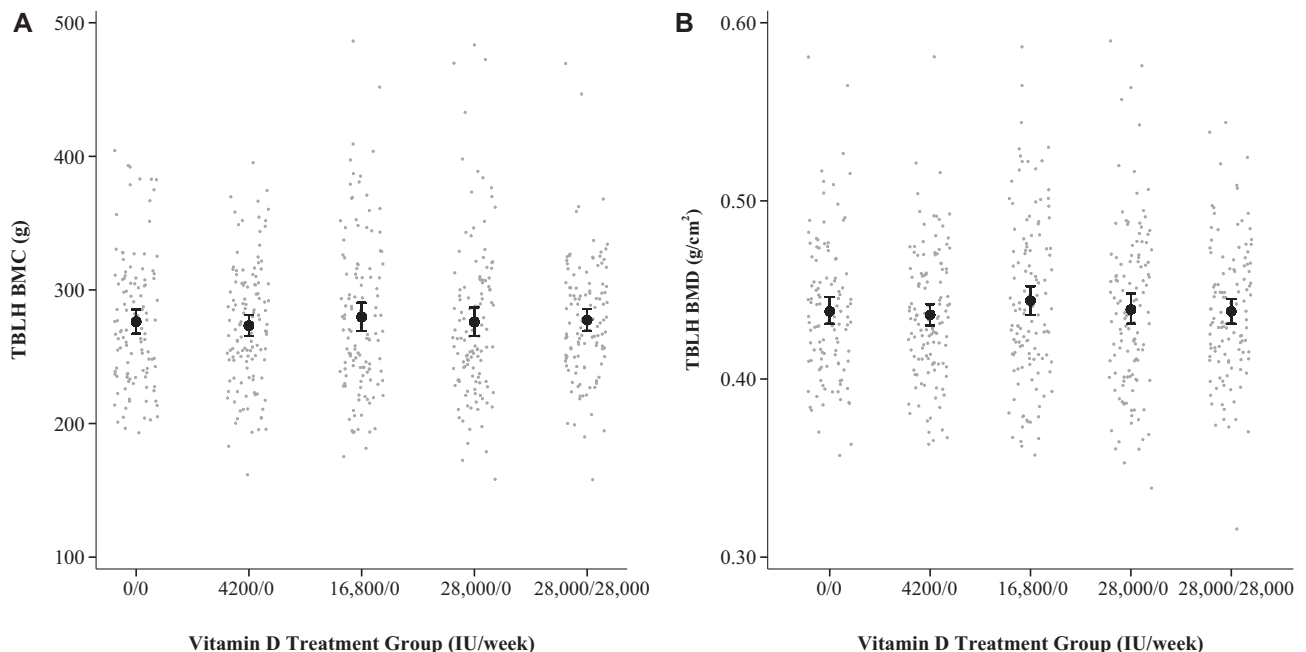 A
500
400
300
200
100
TBLH BMC (g)
0/0 4200/0 16,800/0 28,000/0 28,000/28,000
Vitamin D Treatment Group (IU/week)
B
0.60
0.50
0.40
0.30
TBLH BMD (g/cm²)
0/0 4200/0 16,800/0 28,000/0 28,000/28,000
Vitamin D Treatment Group (IU/week)